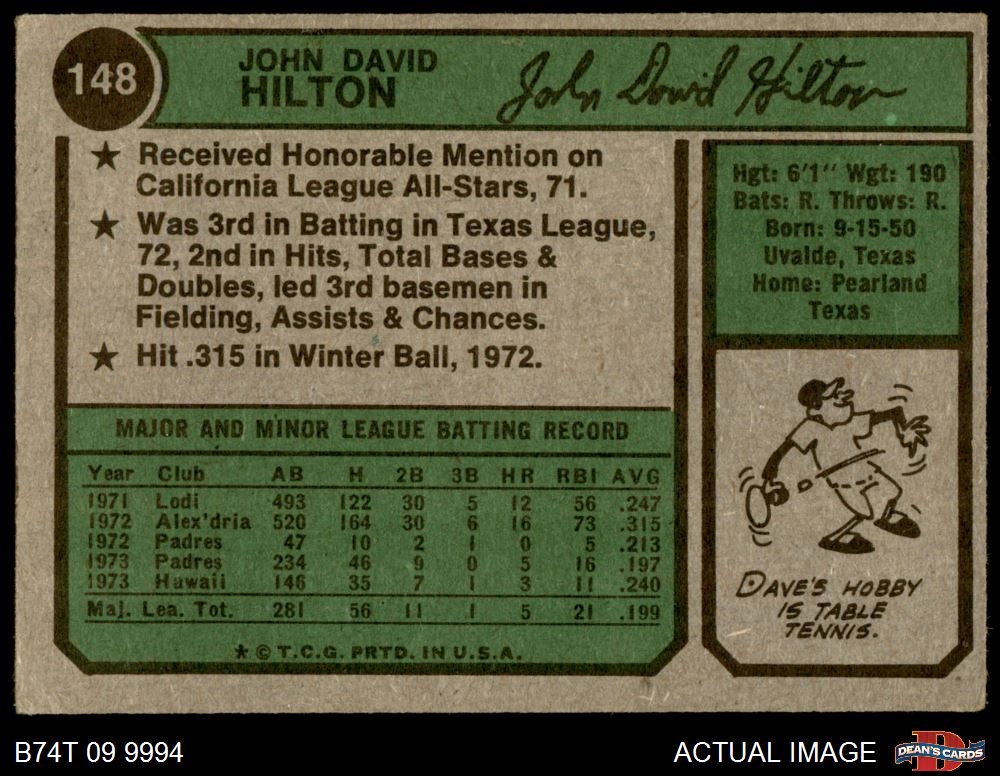 148
JOHN DAVID
HILTON
John David Hilton
★ Received Honorable Mention on
California League All-Stars, 71.
★ Was 3rd in Batting in Texas League,
72, 2nd in Hits, Total Bases &
Doubles, led 3rd basemen in
Fielding, Assists & Chances.
★ Hit .315 in Winter Ball, 1972.
Hgt: 6'1" Wgt: 190
Bats: R. Throws: R.
Born: 9-15-50
Uvalde, Texas
Home: Pearland
Texas
MAJOR AND MINOR LEAGUE BATTING RECORD
Year Club AB H 2B 3B HR RBI AVG
1971 Lodi 493 122 30 5 12 56 .247
1972 Alex'dria 520 164 30 6 16 73 .315
1972 Padres 47 10 2 1 0 5 .213
1973 Padres 234 46 9 0 5 16 .197
1973 Hawaii 146 35 7 1 3 11 .240
Maj. Lea. Tot. 281 56 11 1 5 21 .199
★ © T.C.G. PRTD. IN U.S.A.
DAVE'S HOBBY
IS TABLE
TENNIS.
B74T 09 9994
ACTUAL IMAGE
DEAN'S CARDS